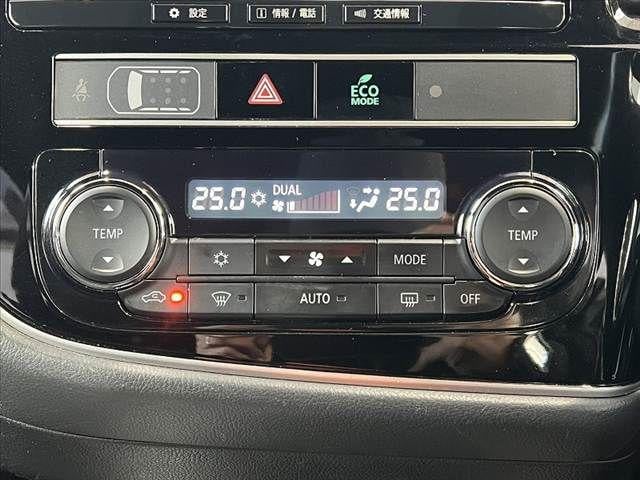 設定 情報 / 電話 交通情報
ECO
MODE
25.0 DUAL 25.0
TEMP TEMP
MODE
AUTO OFF